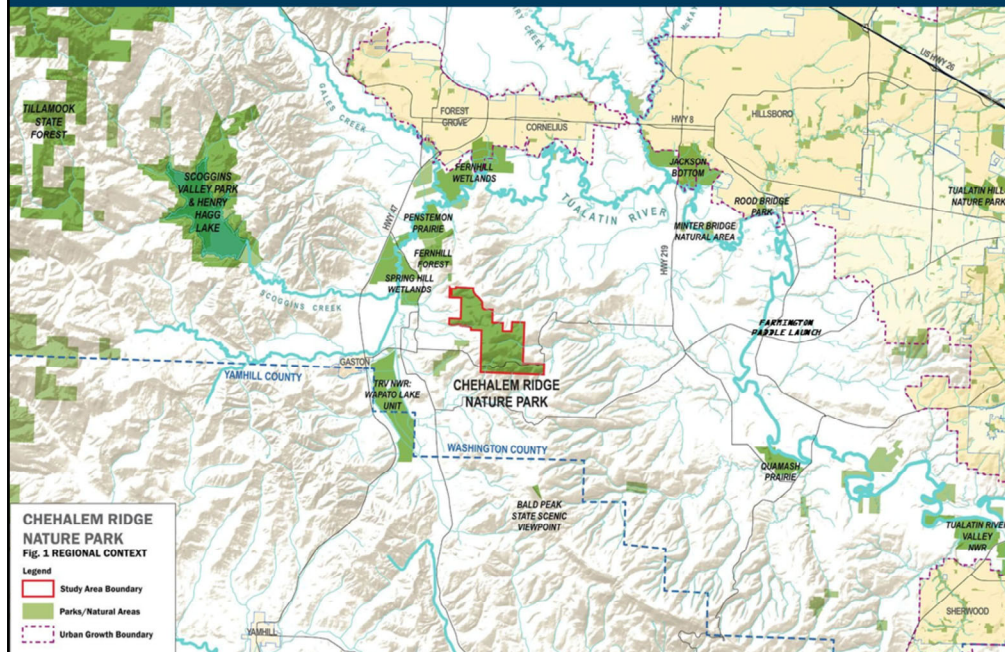 US HWY 26
McKAY
RY CREEK
CREEK
GALES CREEK
TILLAMOOK
STATE
FOREST
FOREST
GROVE
CORNELIUS
HWY 8
HILLSBORO
SCOGGINS
VALLEY PARK
& HENRY
HAGG
LAKE
FERNHILL
WETLANDS
JACKSON
BOTTOM
TUALATIN HILL
NATURE PARK
TUALATIN RIVER
ROOD BRIDGE
PARK
HWY 47
PENSTEMON
PRAIRIE
MINTER BRIDGE
NATURAL AREA
FERNHILL
FOREST
HWY 219
SPRING HILL
WETLANDS
SCOGGINS CREEK
FARMINGTON
PADDLE LAUNCH
GASTON
YAMHILL COUNTY
TRV NWR:
WAPATO LAKE
UNIT
CHEHALEM RIDGE
NATURE PARK
WASHINGTON COUNTY
QUAMASH
PRAIRIE
BALD PEAK
STATE SCENIC
VIEWPOINT
TUALATIN RIVER
VALLEY
NWR
SHERWOOD
YAMHILL
CHEHALEM RIDGE
NATURE PARK
Fig. 1 REGIONAL CONTEXT
Legend
Study Area Boundary
Parks/Natural Areas
Urban Growth Boundary